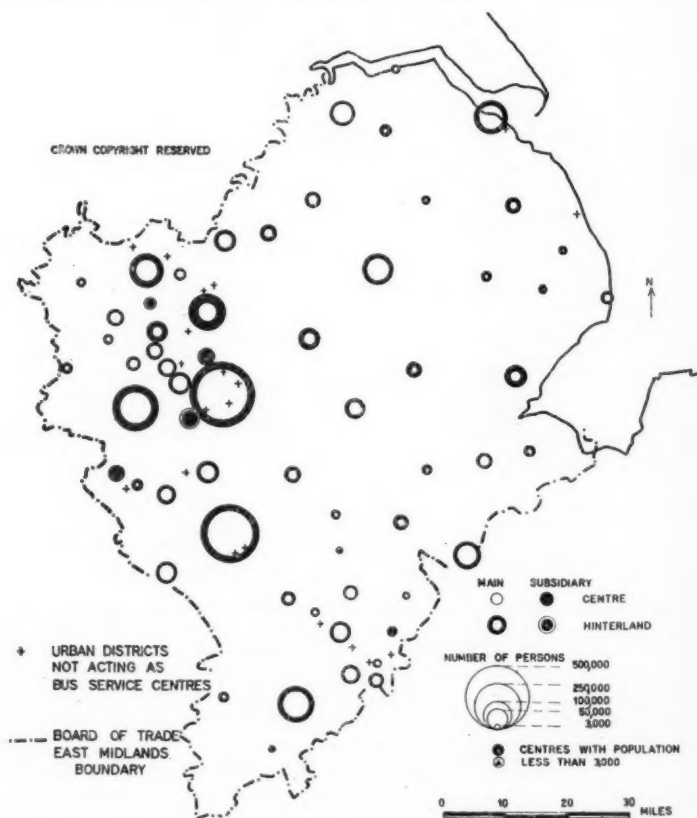 CROWN COPYRIGHT RESERVED
N
MAIN SUBSIDIARY
CENTRE
HINTERLAND
NUMBER OF PERSONS
500,000
250,000
100,000
50,000
3,000
CENTRES WITH POPULATION
LESS THAN 3,000
+ URBAN DISTRICTS
NOT ACTING AS
BUS SERVICE CENTRES
BOARD OF TRADE
EAST MIDLANDS
BOUNDARY
0 10 20 30
MILES